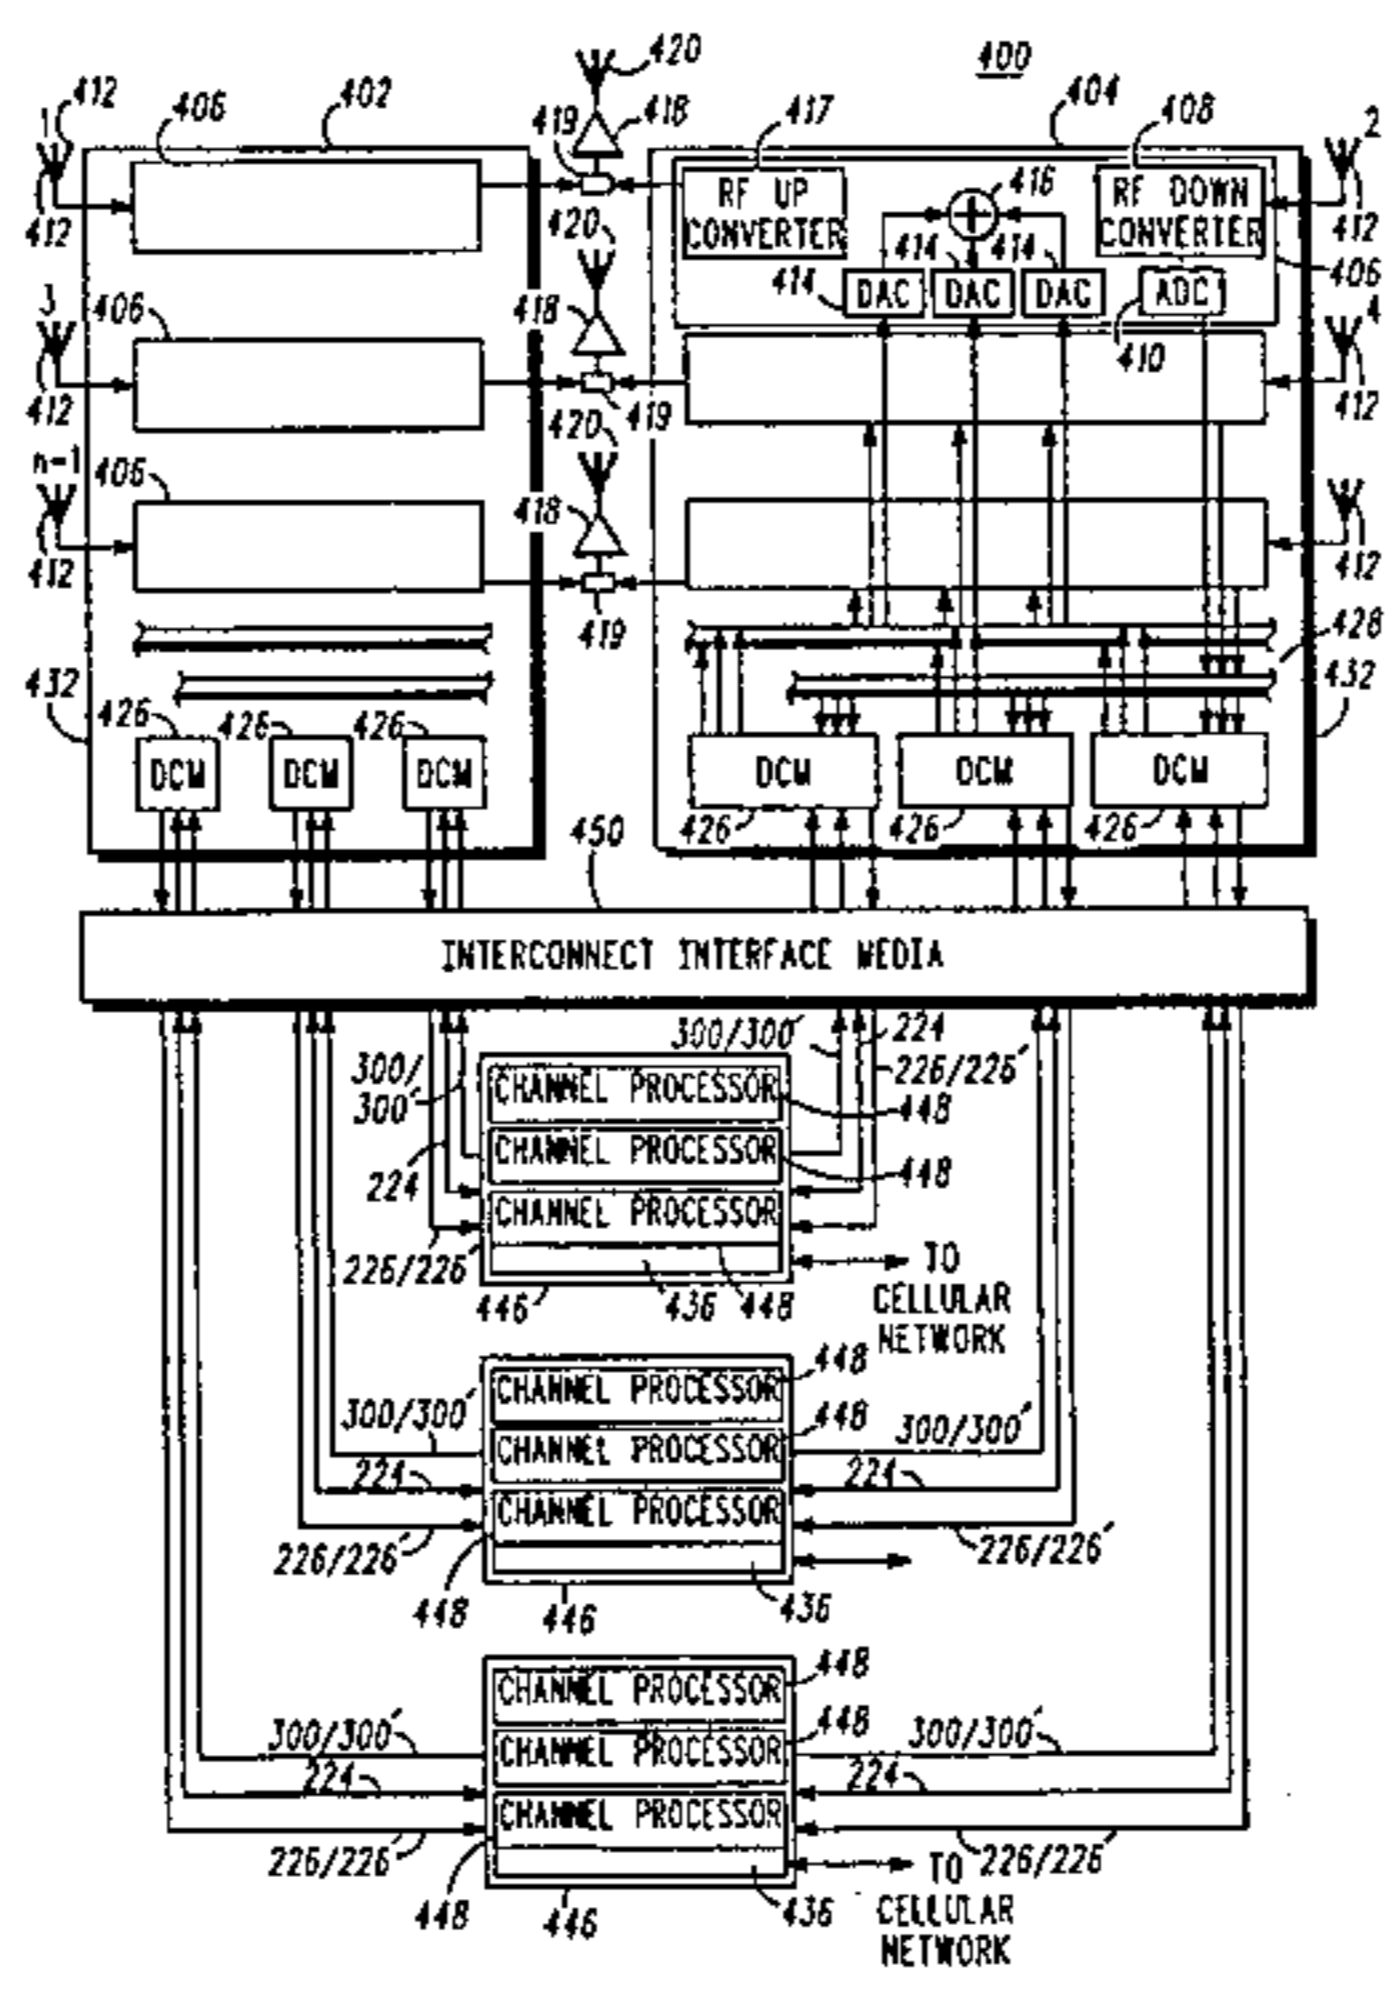 420
400
412
406
402
419
418
417
404
408
1
2
RF UP
CONVERTER
416
RF DOWN
CONVERTER
412
420
414
414
412
406
414
DAC
DAC
DAC
ADC
3
406
418
410
4
412
420
419
412
n-1
406
418
412
412
419
428
432
432
426
426
426
DCM
DCM
DCM
DCM
DCM
DCM
426
426
426
450
INTERCONNECT INTERFACE MEDIA
300/300′
224
300/
300′
226/226′
CHANNEL PROCESSOR
448
CHANNEL PROCESSOR
448
224
CHANNEL PROCESSOR
226/226′
446
436
448
TO
CELLULAR
NETWORK
448
CHANNEL PROCESSOR
300/300′
448
300/300′
CHANNEL PROCESSOR
224
224
CHANNEL PROCESSOR
226/226′
226/226′
448
446
436
448
CHANNEL PROCESSOR
300/300′
448
300/300′
CHANNEL PROCESSOR
224
224
CHANNEL PROCESSOR
226/226′
226/226′
448
446
436
TO
CELLULAR
NETWORK